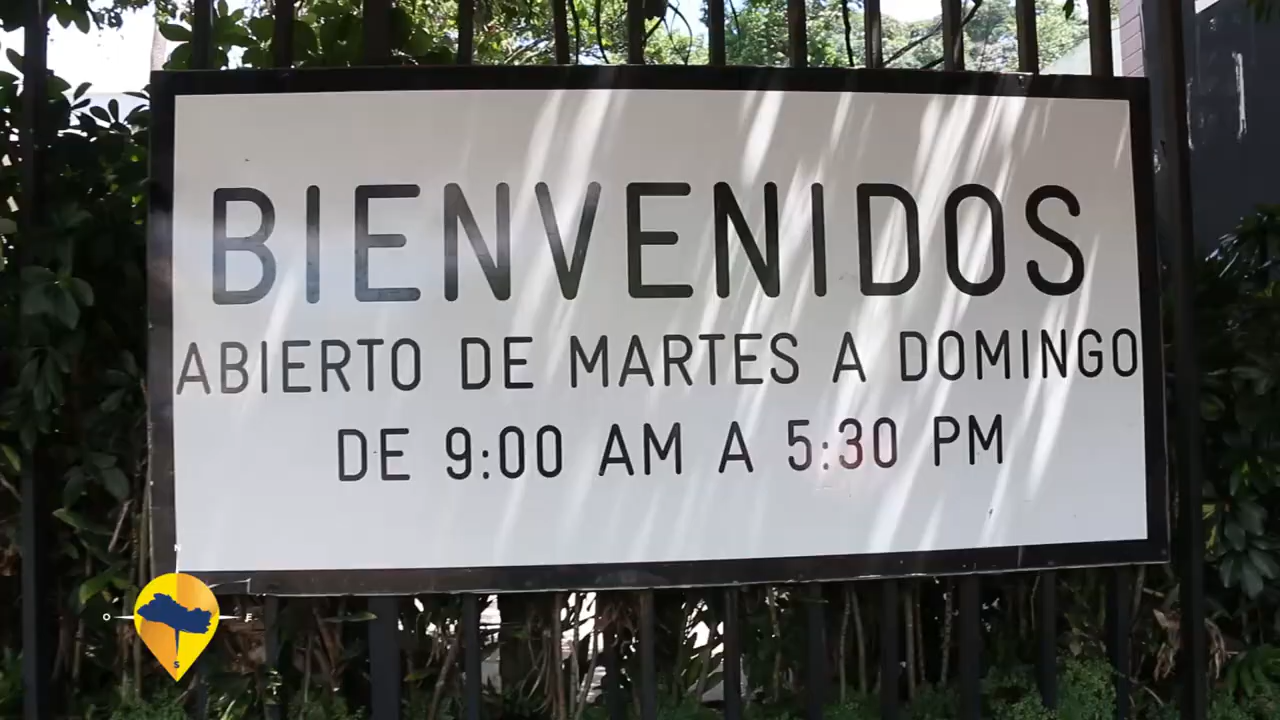 BIENVENIDOS
ABIERTO DE MARTES A DOMINGO
DE 9:00 AM A 5:30 PM
N
O E
S